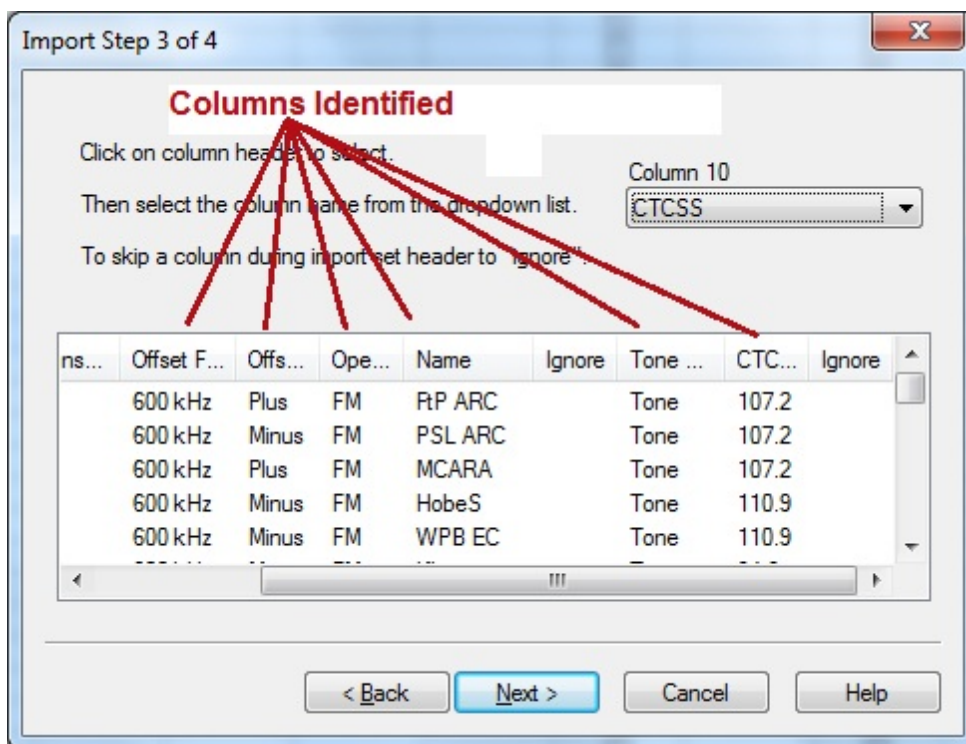 Import Step 3 of 4
Columns Identified
Click on column header to select.
Column 10
Then select the column name from the dropdown list.
CTCSS
To skip a column during import set header to "Ignore".
ns... Offset F... Offs... Ope... Name Ignore Tone ... CTC... Ignore
600 kHz Plus FM FtP ARC Tone 107.2
600 kHz Minus FM PSL ARC Tone 107.2
600 kHz Plus FM MCARA Tone 107.2
600 kHz Minus FM HobeS Tone 110.9
600 kHz Minus FM WPB EC Tone 110.9
< Back Next > Cancel Help